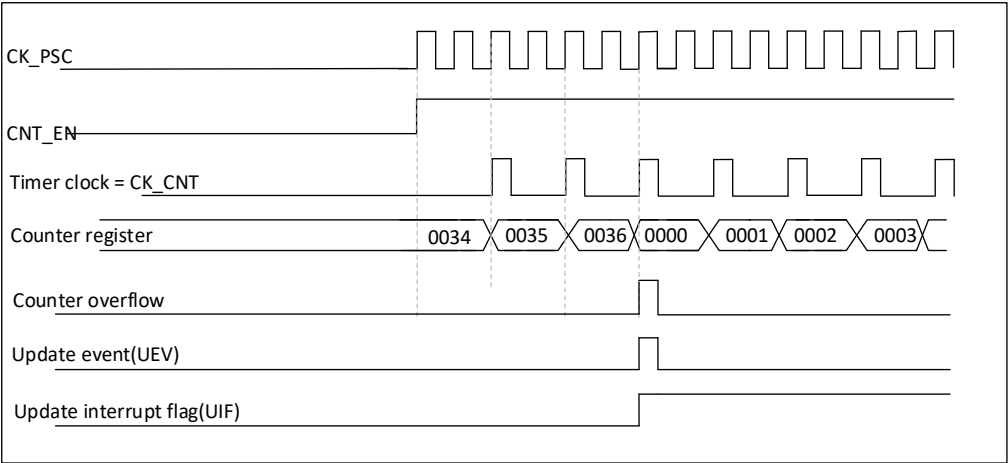 CK_PSC
CNT_EN
Timer clock = CK_CNT
Counter register 0034 0035 0036 0000 0001 0002 0003
Counter overflow
Update event(UEV)
Update interrupt flag(UIF)